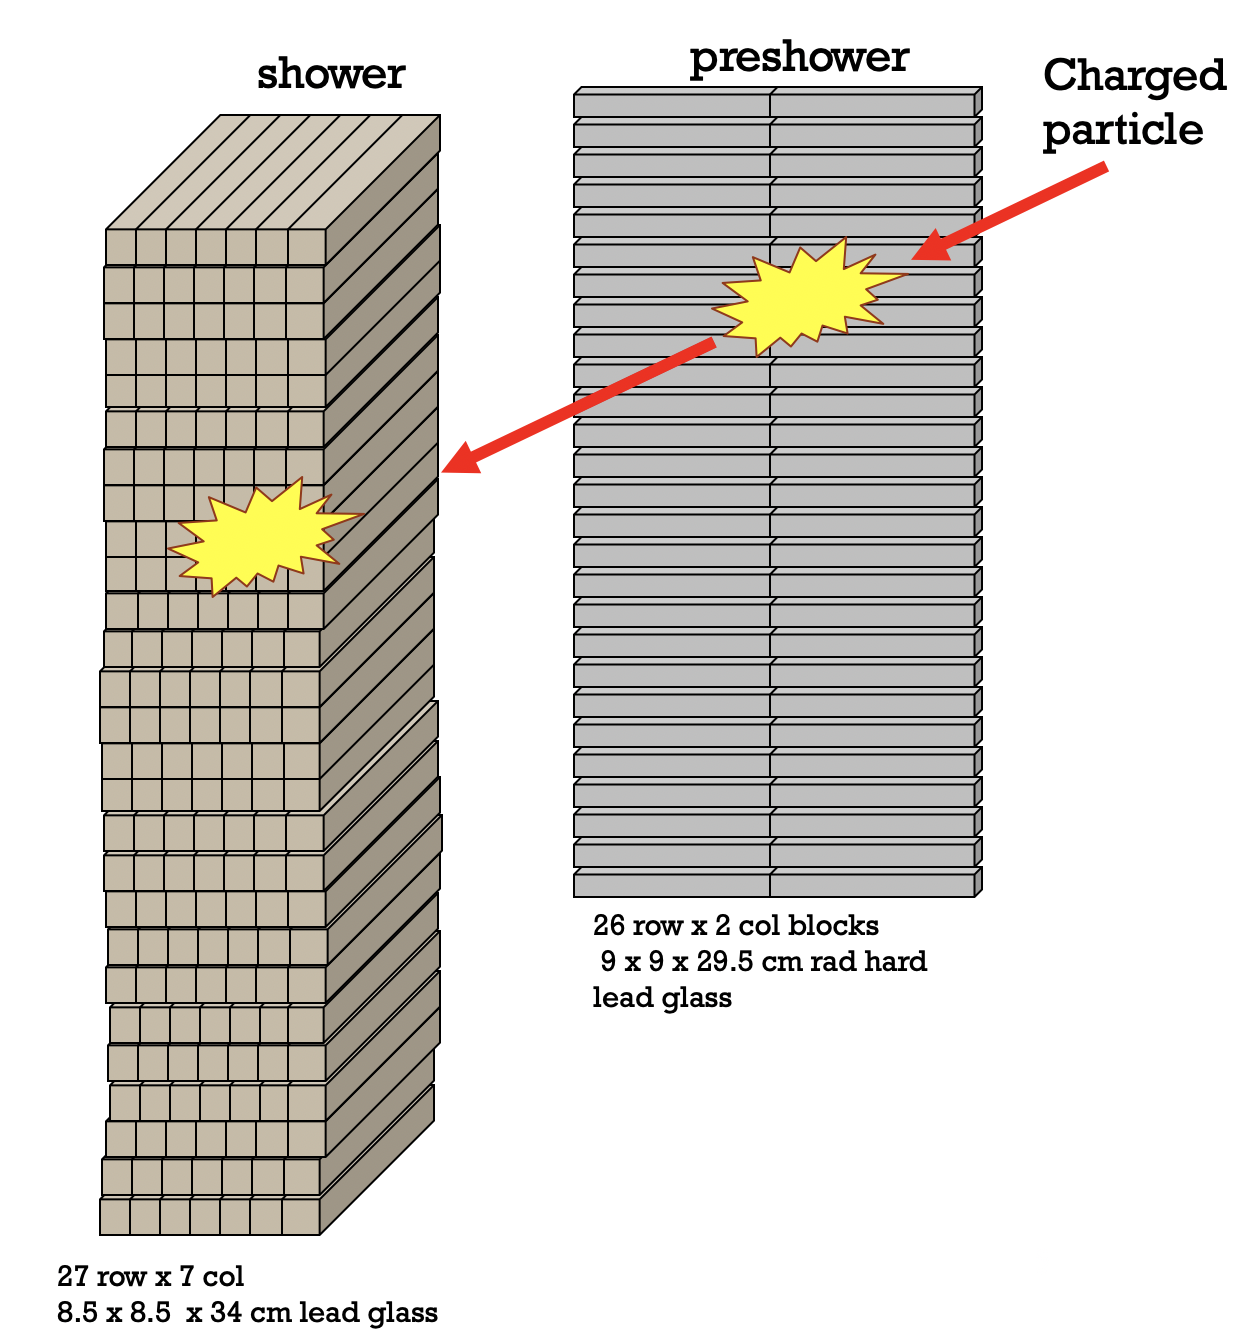 shower
preshower
Charged
particle
26 row x 2 col blocks
9 x 9 x 29.5 cm rad hard
lead glass
27 row x 7 col
8.5 x 8.5  x 34 cm lead glass